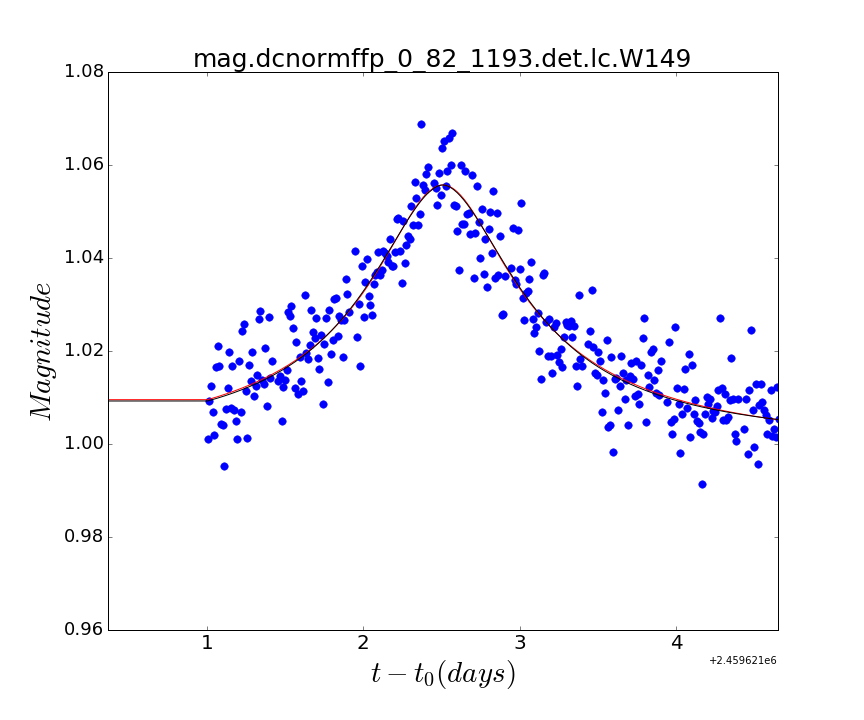 mag.dcnormffp_0_82_1193.det.lc.W149
1.08
1.06
1.04
1.02
1.00
0.98
0.96
Magnitude
1
2
3
4
+2.459621e6
t − t₀(days)